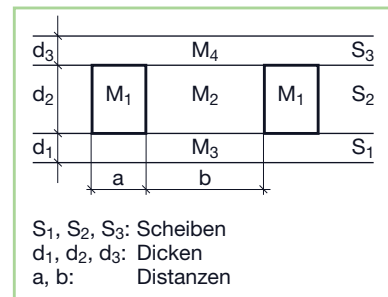 d₃ M₄ S₃
d₂ M₁ M₂ M₁ S₂
d₁ M₃ S₁
a b
S₁, S₂, S₃: Scheiben
d₁, d₂, d₃: Dicken
a, b: Distanzen